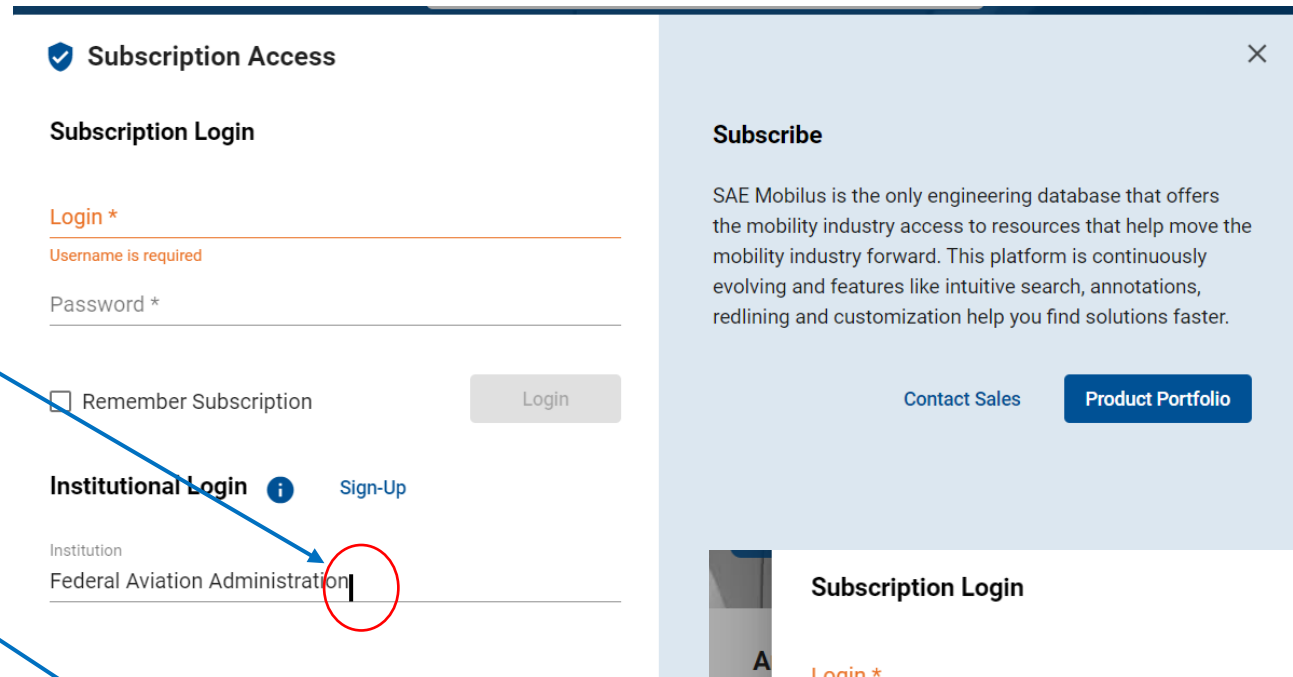 Subscription Access
Subscription Login
Login *
Username is required
Password *
Remember Subscription
Login
Institutional Login
i
Sign-Up
Institution
Federal Aviation Administration
Subscribe
SAE Mobilus is the only engineering database that offers
the mobility industry access to resources that help move the
mobility industry forward. This platform is continuously
evolving and features like intuitive search, annotations,
redlining and customization help you find solutions faster.
Contact Sales
Product Portfolio
Subscription Login
A
Login *